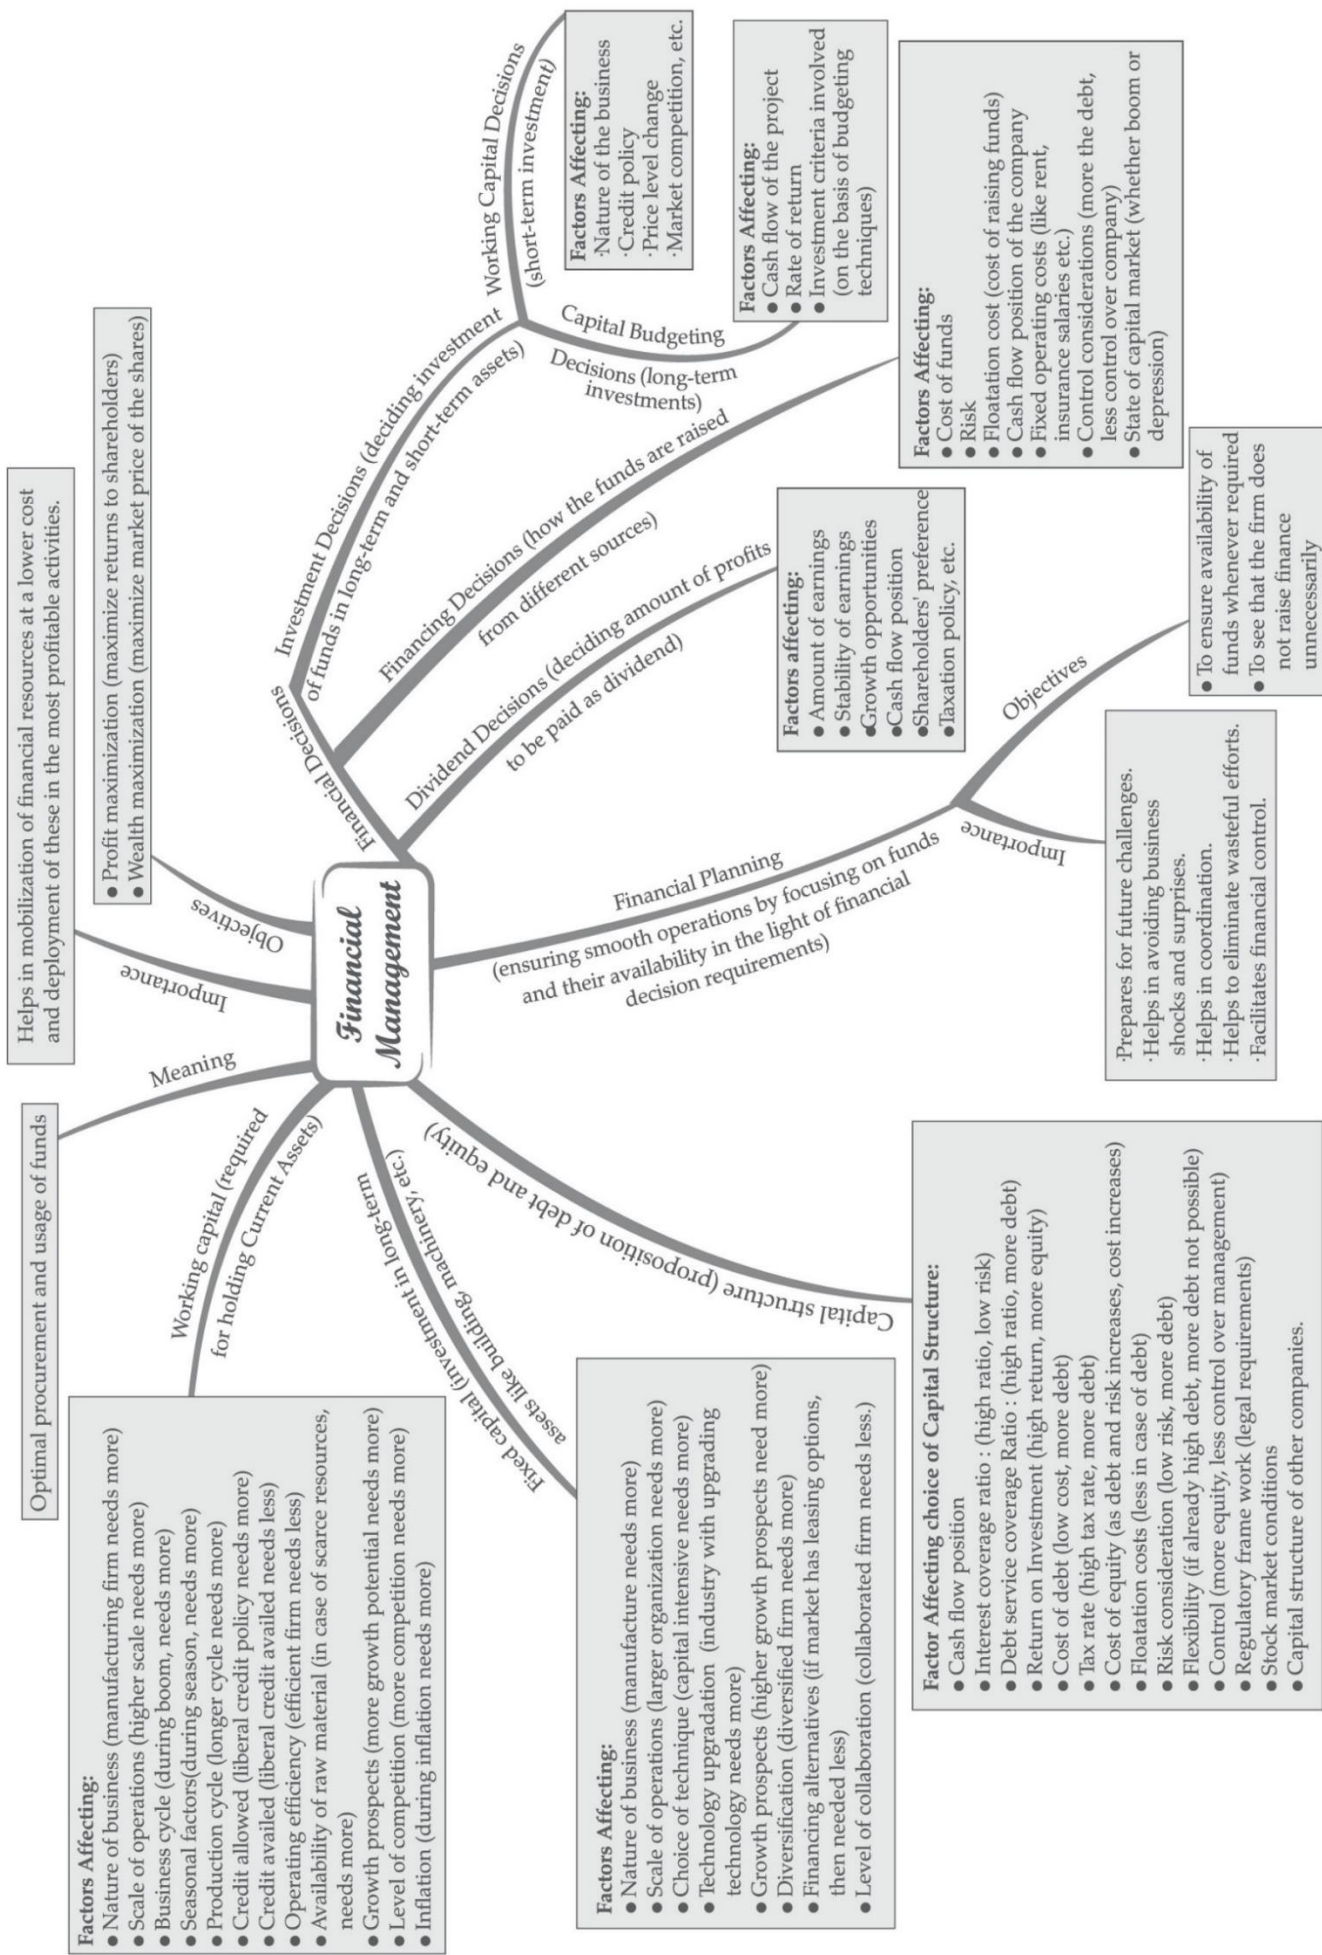 Financial
Management
Meaning
Optimal procurement and usage of funds
Importance
Helps in mobilization of financial resources at a lower cost
and deployment of these in the most profitable activities.
Objectives
● Profit maximization (maximize returns to shareholders)
● Wealth maximization (maximize market price of the shares)
Financial Decisions
Investment Decisions (deciding investment
of funds in long-term and short-term assets)
Working Capital Decisions
(short-term investment)
Factors Affecting:
·Nature of the business
·Credit policy
·Price level change
·Market competition, etc.
Capital Budgeting
Decisions (long-term
investments)
Factors Affecting:
● Cash flow of the project
● Rate of return
● Investment criteria involved
(on the basis of budgeting
techniques)
Financing Decisions (how the funds are raised
from different sources)
Factors Affecting:
● Cost of funds
● Risk
● Floatation cost (cost of raising funds)
● Cash flow position of the company
● Fixed operating costs (like rent,
insurance salaries etc.)
● Control considerations (more the debt,
less control over company)
● State of capital market (whether boom or
depression)
Dividend Decisions (deciding amount of profits
to be paid as dividend)
Factors affecting:
● Amount of earnings
● Stability of earnings
●Growth opportunities
●Cash flow position
●Shareholders' preference
●Taxation policy, etc.
Financial Planning
(ensuring smooth operations by focusing on funds
and their availability in the light of financial
decision requirements)
Objectives
● To ensure availability of
funds whenever required
● To see that the firm does
not raise finance
unnecessarily
Importance
·Prepares for future challenges.
·Helps in avoiding business
shocks and surprises.
·Helps in coordination.
·Helps to eliminate wasteful efforts.
·Facilitates financial control.
Capital structure (proposition of debt and equity)
Factor Affecting choice of Capital Structure:
● Cash flow position
● Interest coverage ratio : (high ratio, low risk)
● Debt service coverage Ratio : (high ratio, more debt)
● Return on Investment (high return, more equity)
● Cost of debt (low cost, more debt)
● Tax rate (high tax rate, more debt)
● Cost of equity (as debt and risk increases, cost increases)
● Floatation costs (less in case of debt)
● Risk consideration (low risk, more debt)
● Flexibility (if already high debt, more debt not possible)
● Control (more equity, less control over management)
● Regulatory frame work (legal requirements)
● Stock market conditions
● Capital structure of other companies.
Fixed capital (investment in long-term
assets like building, machinery, etc.)
Factors Affecting:
● Nature of business (manufacture needs more)
● Scale of operations (larger organization needs more)
● Choice of technique (capital intensive needs more)
● Technology upgradation (industry with upgrading
technology needs more)
● Growth prospects (higher growth prospects need more)
● Diversification (diversified firm needs more)
● Financing alternatives (if market has leasing options,
then needed less)
● Level of collaboration (collaborated firm needs less.)
Working capital (required
for holding Current Assets)
Factors Affecting:
● Nature of business (manufacturing firm needs more)
● Scale of operations (higher scale needs more)
● Business cycle (during boom, needs more)
● Seasonal factors(during season, needs more)
● Production cycle (longer cycle needs more)
● Credit allowed (liberal credit policy needs more)
● Credit availed (liberal credit availed needs less)
● Operating efficiency (efficient firm needs less)
● Availability of raw material (in case of scarce resources,
needs more)
●Growth prospects (more growth potential needs more)
● Level of competition (more competition needs more)
● Inflation (during inflation needs more)